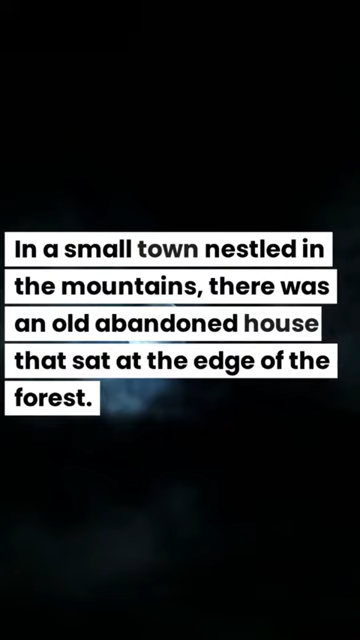 In a small town nestled in
the mountains, there was
an old abandoned house
that sat at the edge of the
forest.